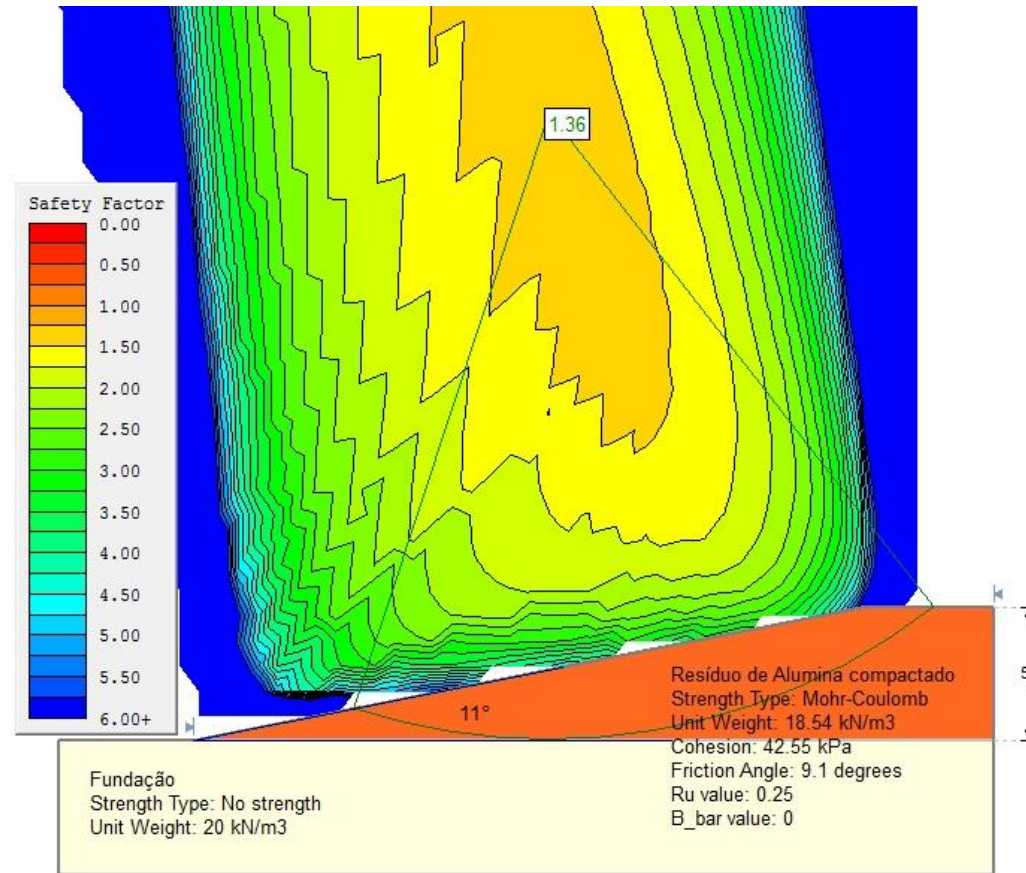 1.36
Safety Factor
0.00
0.50
1.00
1.50
2.00
2.50
3.00
3.50
4.00
4.50
5.00
5.50
6.00+
11°
Resíduo de Alumina compactado
Strength Type: Mohr-Coulomb
Unit Weight: 18.54 kN/m3
Cohesion: 42.55 kPa
Friction Angle: 9.1 degrees
Ru value: 0.25
B_bar value: 0
Fundação
Strength Type: No strength
Unit Weight: 20 kN/m3